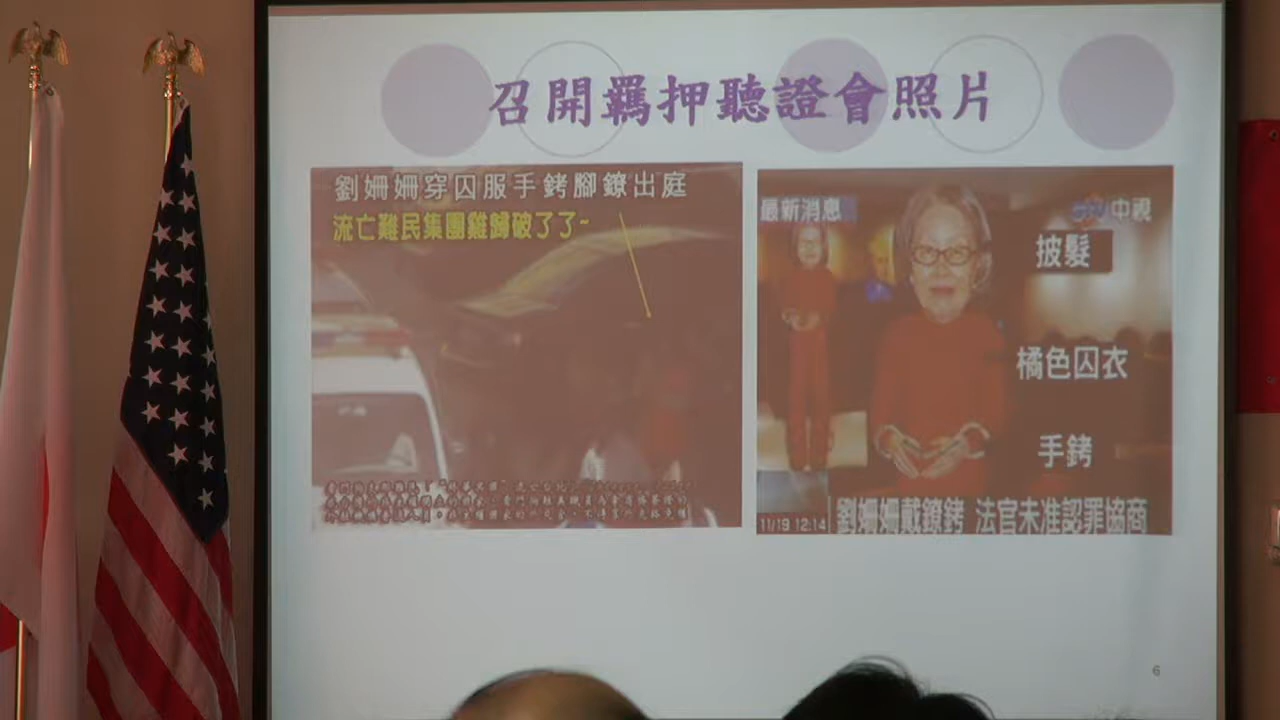 召開羈押聽證會照片
劉姍姍穿囚服手銬腳鐐出庭
流亡難民集團雞歸破了了~
最新消息
中視
披髮
橘色囚衣
手銬
11/19 12:14
劉姍姍戴鐐銬 法官未准認罪協商
6